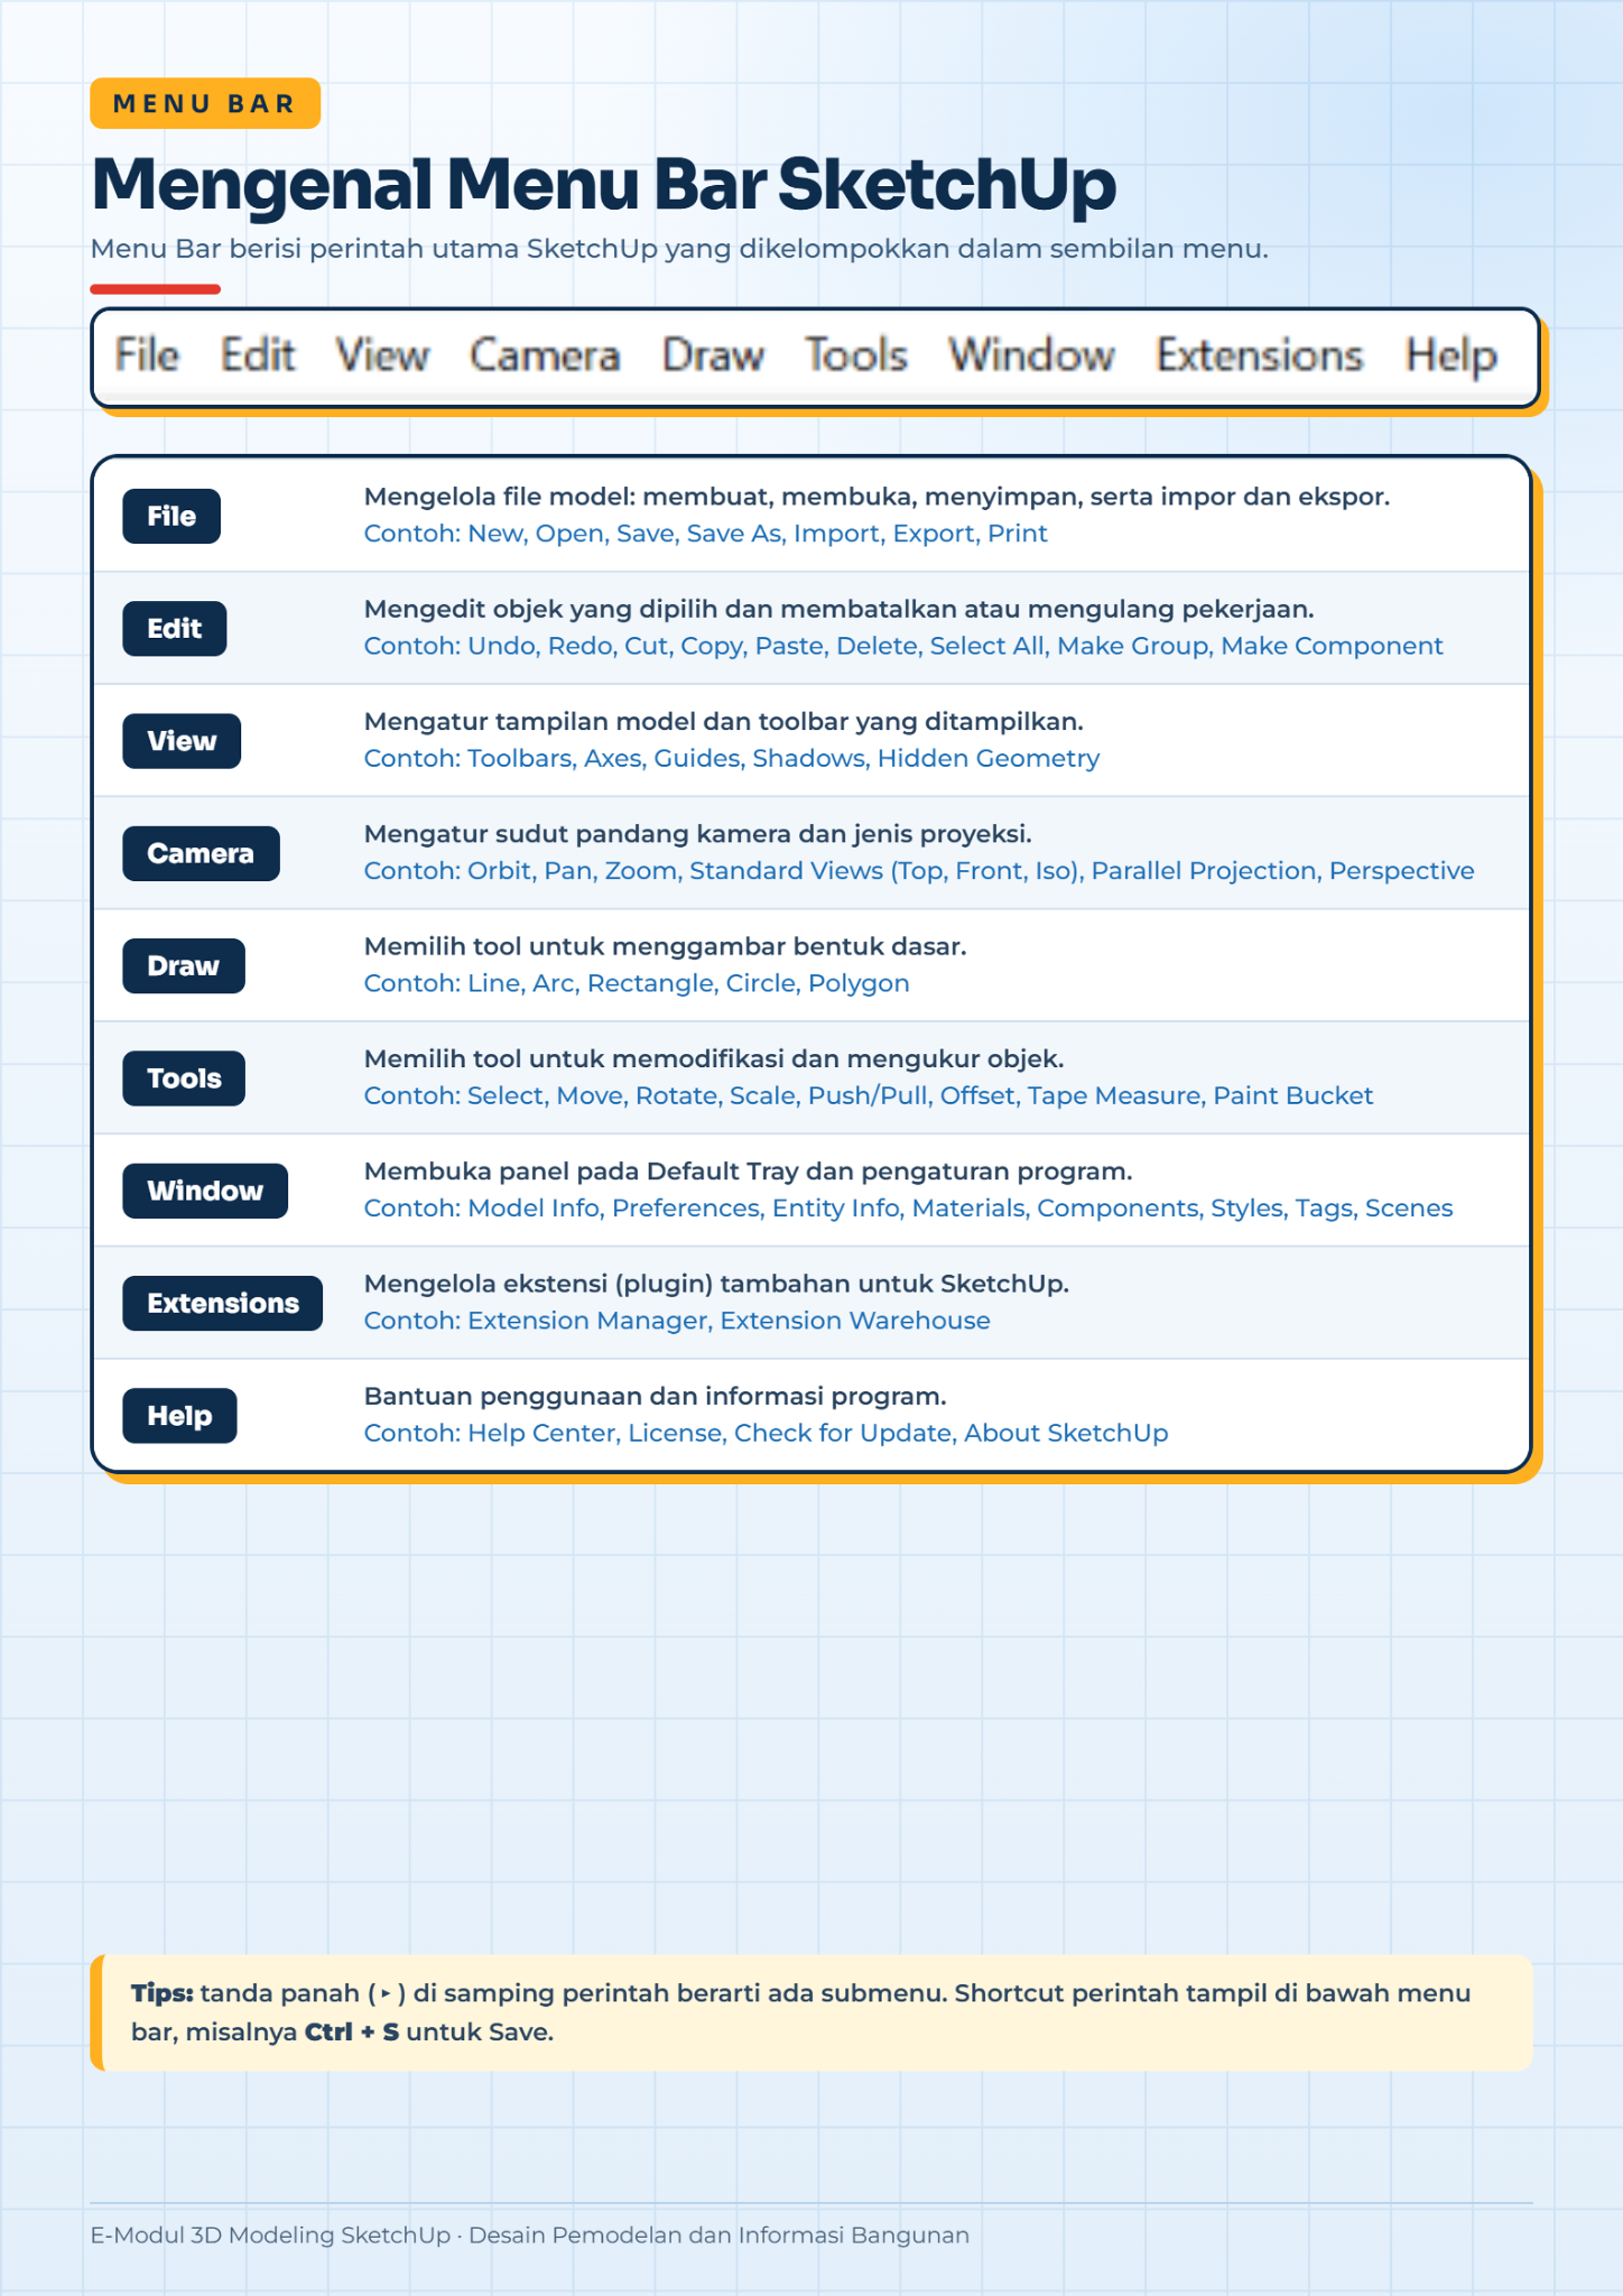 MENU BAR
Mengenal Menu Bar SketchUp
Menu Bar berisi perintah utama SketchUp yang dikelompokkan dalam sembilan menu.
File Edit View Camera Draw Tools Window Extensions Help
File
Mengelola file model: membuat, membuka, menyimpan, serta impor dan ekspor.
Contoh: New, Open, Save, Save As, Import, Export, Print
Edit
Mengedit objek yang dipilih dan membatalkan atau mengulang pekerjaan.
Contoh: Undo, Redo, Cut, Copy, Paste, Delete, Select All, Make Group, Make Component
View
Mengatur tampilan model dan toolbar yang ditampilkan.
Contoh: Toolbars, Axes, Guides, Shadows, Hidden Geometry
Camera
Mengatur sudut pandang kamera dan jenis proyeksi.
Contoh: Orbit, Pan, Zoom, Standard Views (Top, Front, Iso), Parallel Projection, Perspective
Draw
Memilih tool untuk menggambar bentuk dasar.
Contoh: Line, Arc, Rectangle, Circle, Polygon
Tools
Memilih tool untuk memodifikasi dan mengukur objek.
Contoh: Select, Move, Rotate, Scale, Push/Pull, Offset, Tape Measure, Paint Bucket
Window
Membuka panel pada Default Tray dan pengaturan program.
Contoh: Model Info, Preferences, Entity Info, Materials, Components, Styles, Tags, Scenes
Extensions
Mengelola ekstensi (plugin) tambahan untuk SketchUp.
Contoh: Extension Manager, Extension Warehouse
Help
Bantuan penggunaan dan informasi program.
Contoh: Help Center, License, Check for Update, About SketchUp
Tips: tanda panah (▸) di samping perintah berarti ada submenu. Shortcut perintah tampil di bawah menu
bar, misalnya Ctrl + S untuk Save.
E-Modul 3D Modeling SketchUp · Desain Pemodelan dan Informasi Bangunan